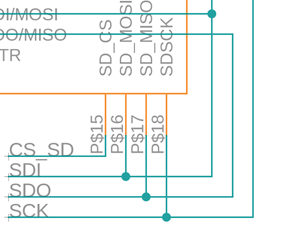 DI/MOSI
DO/MISO
TR
SD_CS
SD_MOSI
SD_MISO
SDSCK
P$15
P$16
P$17
P$18
CS_SD
SDI
SDO
SCK